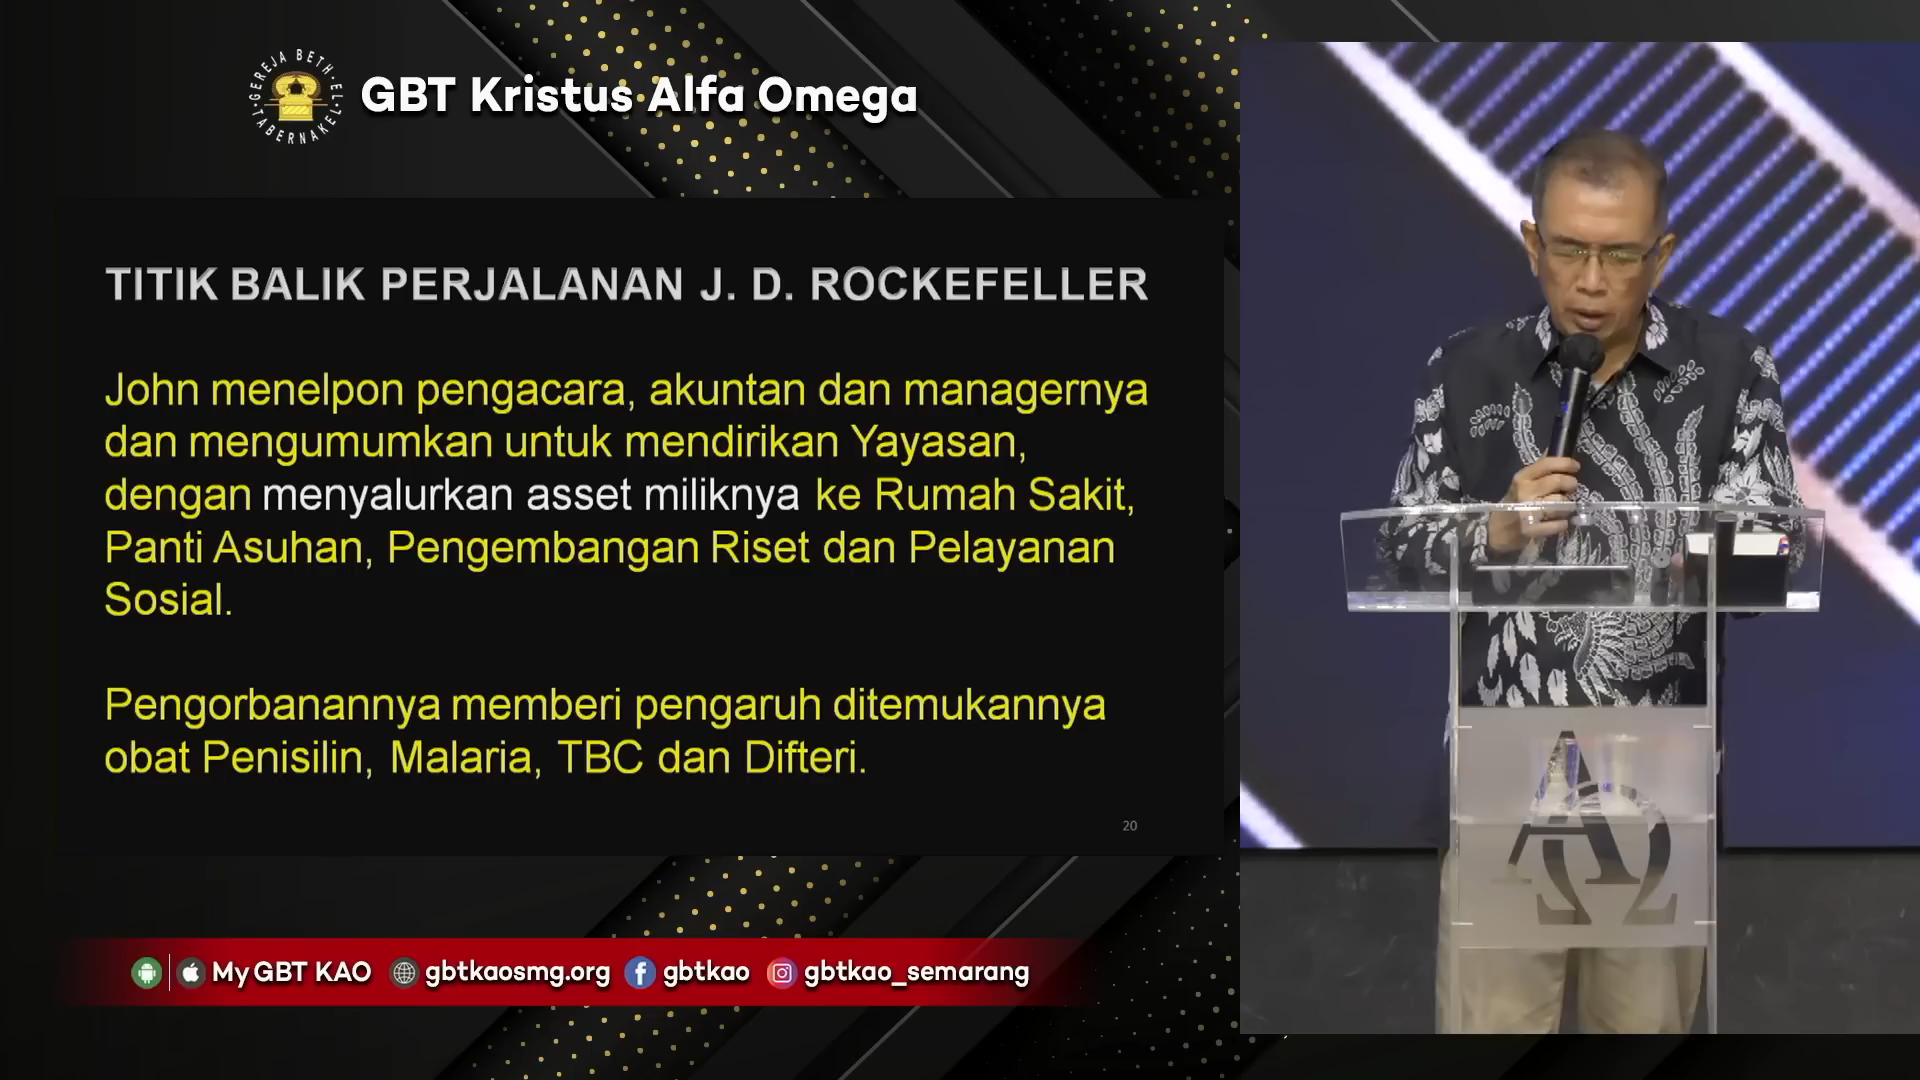 GEREJA BETH-EL
TABERNAKEL
GBT Kristus Alfa Omega
TITIK BALIK PERJALANAN J. D. ROCKEFELLER
John menelpon pengacara, akuntan dan managernya
dan mengumumkan untuk mendirikan Yayasan,
dengan menyalurkan asset miliknya ke Rumah Sakit,
Panti Asuhan, Pengembangan Riset dan Pelayanan
Sosial.
Pengorbanannya memberi pengaruh ditemukannya
obat Penisilin, Malaria, TBC dan Difteri.
20
My GBT KAO gbtkaosmg.org gbtkao gbtkao_semarang
ΑΩ